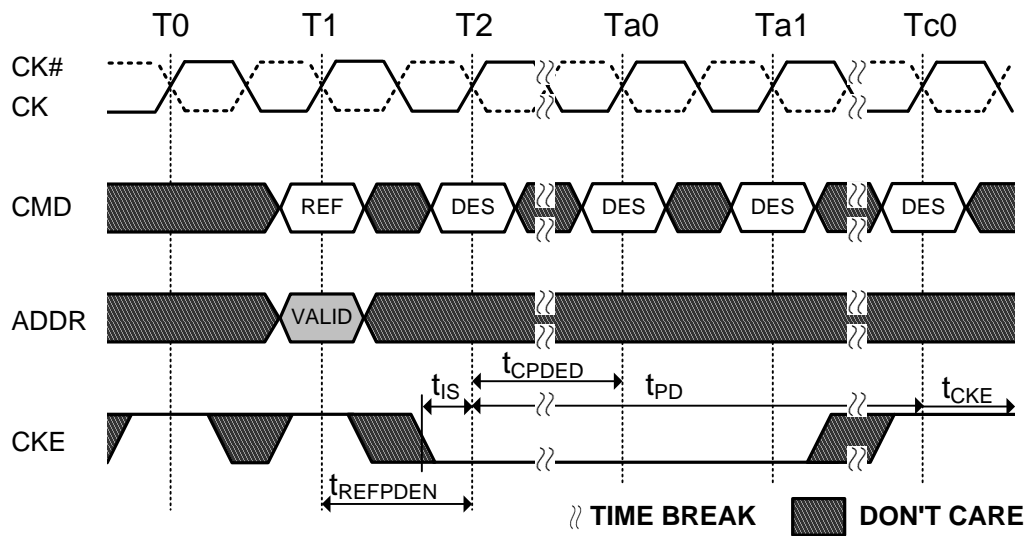 T0 T1 T2 Ta0 Ta1 Tc0
CK#
CK
CMD REF DES DES DES DES
ADDR VALID
tCPDED
tIS tPD tCKE
CKE
tREFPDEN
TIME BREAK DON'T CARE